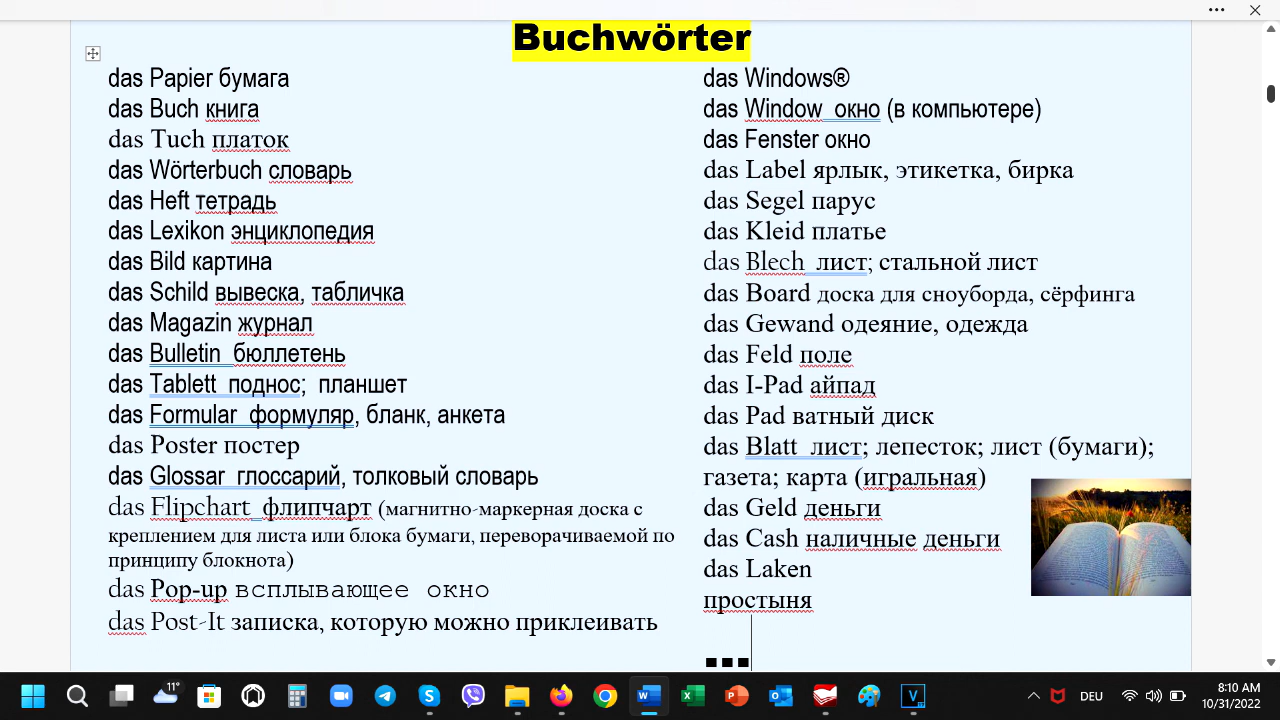 Buchwörter
das Papier бумага
das Buch книга
das Tuch платок
das Wörterbuch словарь
das Heft тетрадь
das Lexikon энциклопедия
das Bild картина
das Schild вывеска, табличка
das Magazin журнал
das Bulletin бюллетень
das Tablett поднос; планшет
das Formular формуляр, бланк, анкета
das Poster постер
das Glossar глоссарий, толковый словарь
das Flipchart флипчарт (магнитно-маркерная доска с
креплением для листа или блока бумаги, переворачиваемой по
принципу блокнота)
das Pop-up всплывающее окно
das Post-It записка, которую можно приклеивать
das Windows®
das Window окно (в компьютере)
das Fenster окно
das Label ярлык, этикетка, бирка
das Segel парус
das Kleid платье
das Blech лист; стальной лист
das Board доска для сноуборда, сёрфинга
das Gewand одеяние, одежда
das Feld поле
das I-Pad айпад
das Pad ватный диск
das Blatt лист; лепесток; лист (бумаги);
газета; карта (игральная)
das Geld деньги
das Cash наличные деньги
das Laken
простыня
...
11°
DEU
8:10 AM
10/31/2022